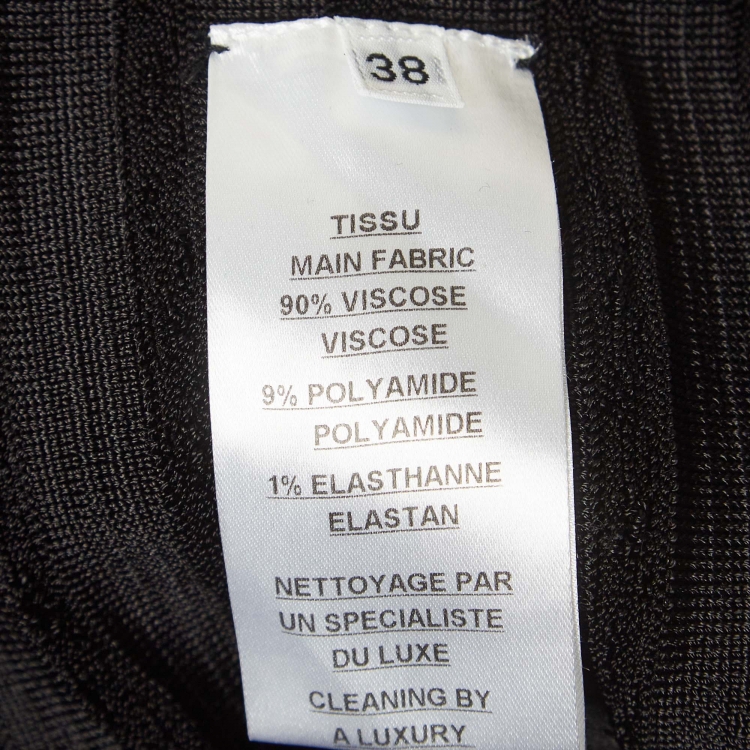 38
TISSU
MAIN FABRIC
90% VISCOSE
VISCOSE
9% POLYAMIDE
POLYAMIDE
1% ELASTHANNE
ELASTAN
NETTOYAGE PAR
UN SPECIALISTE
DU LUXE
CLEANING BY
A LUXURY